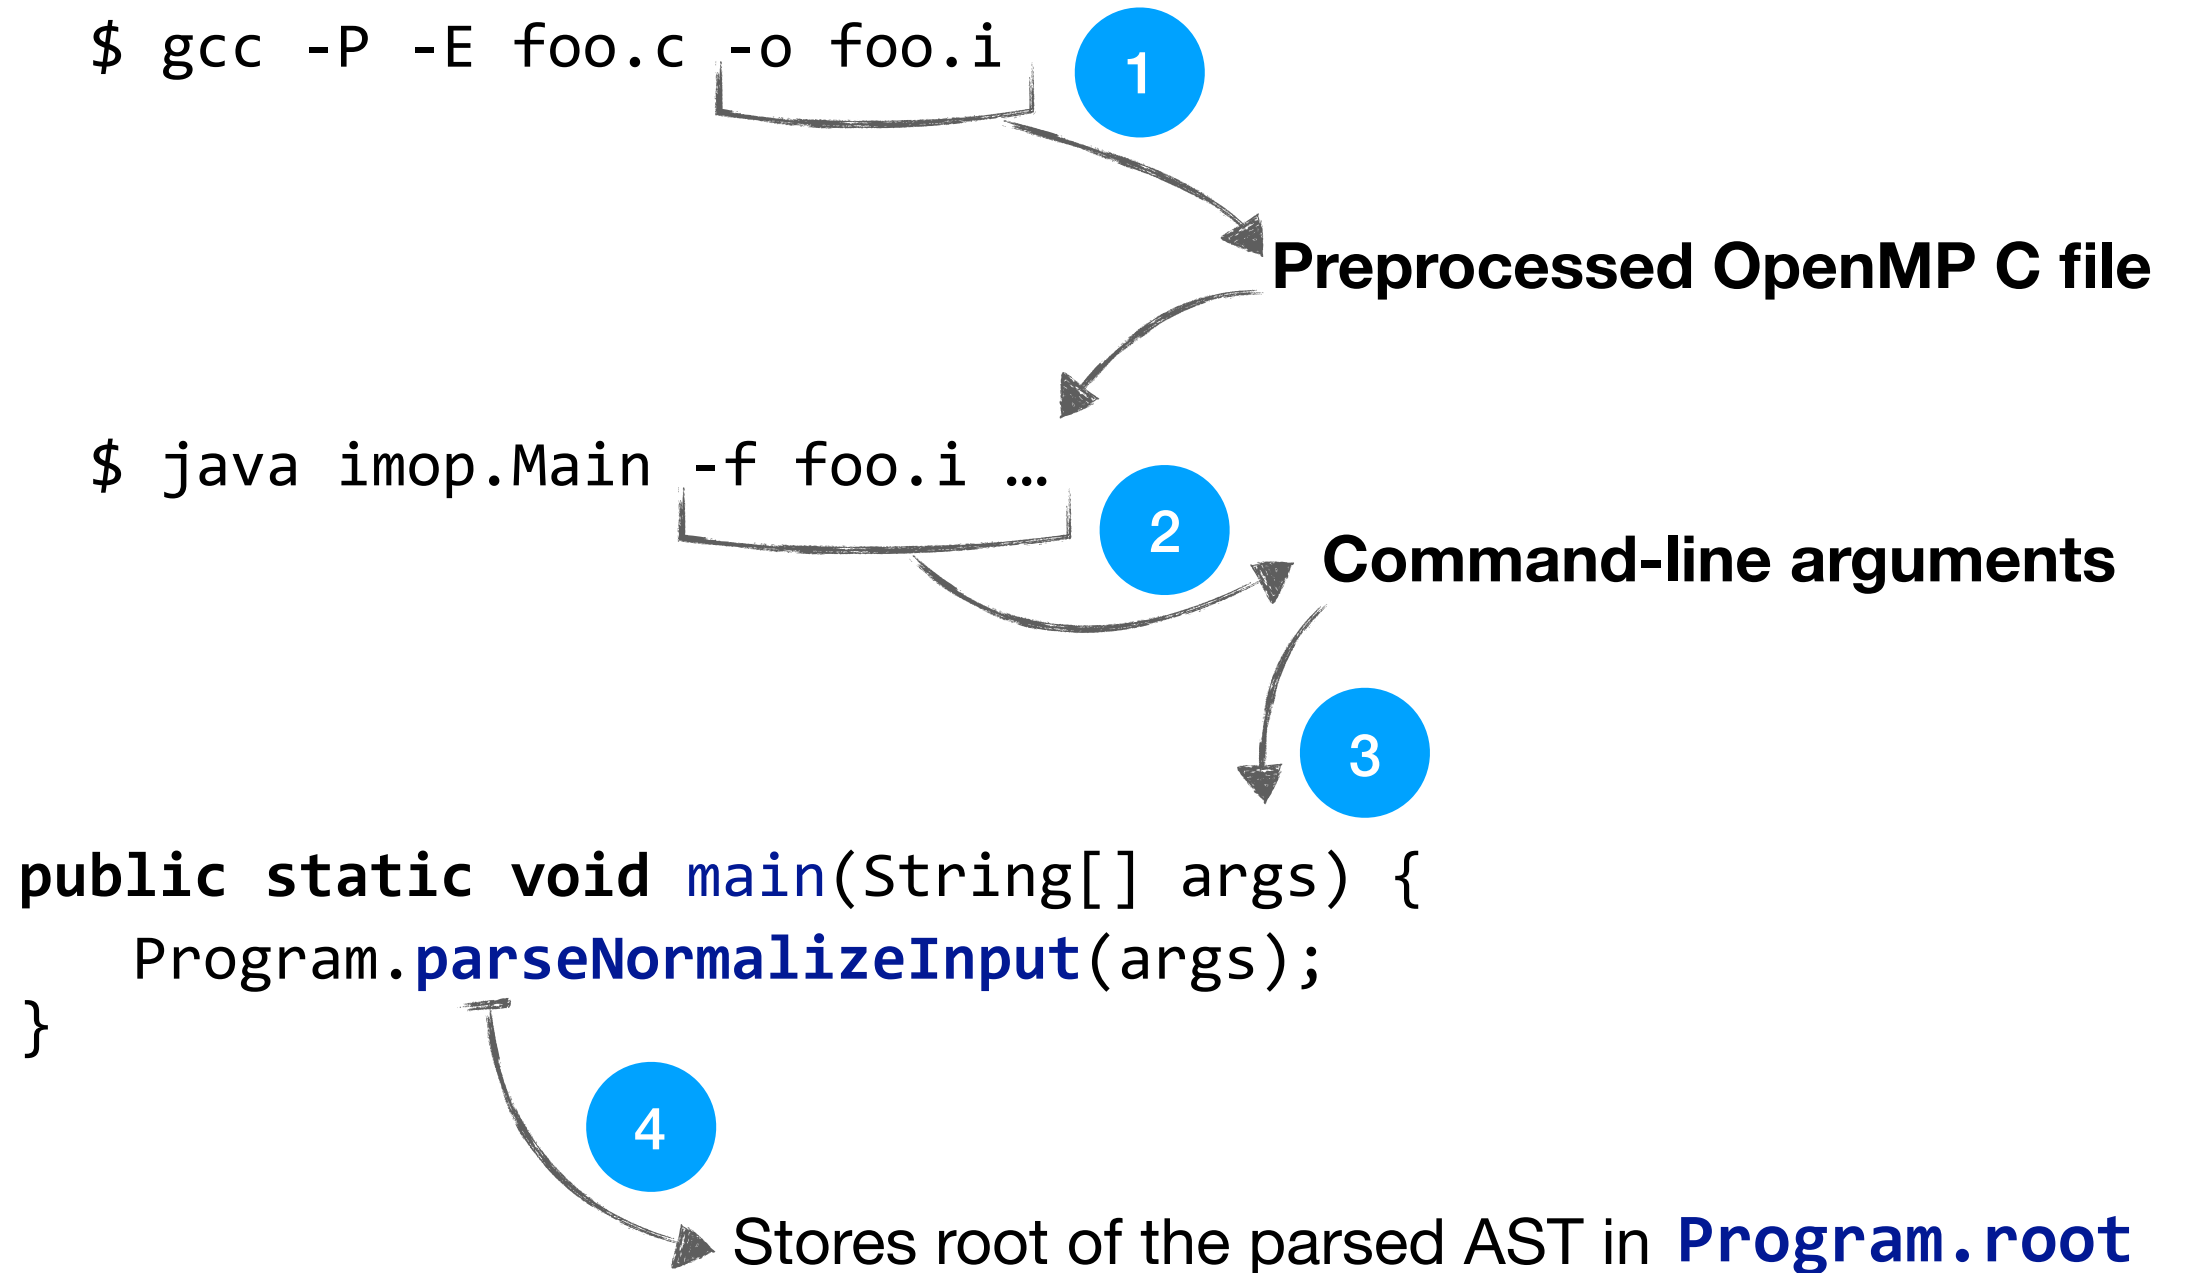 $ gcc -P -E foo.c -o foo.i
1
Preprocessed OpenMP C file
$ java imop.Main -f foo.i …
2
Command-line arguments
3
public static void main(String[] args) {
Program.parseNormalizeInput(args);
}
4
Stores root of the parsed AST in Program.root